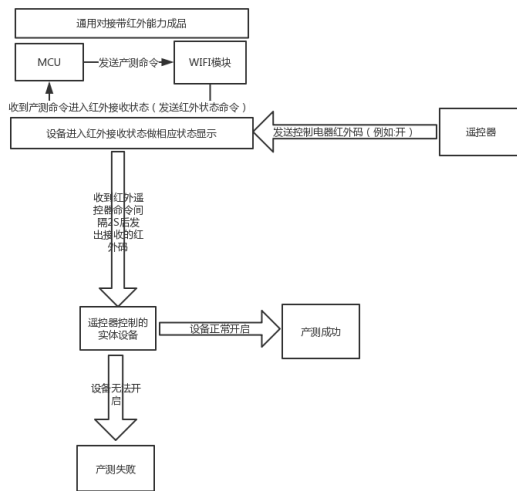 通用对接带红外能力成品
MCU
发送产测命令
WIFI模块
收到产测命令进入红外接收状态（发送红外状态命令）
设备进入红外接收状态做相应状态显示
发送控制电器红外码（例如:开）
遥控器
收到红外遥
控器命令间
隔2S后发
出接收的红
外码
遥控器控制的
实体设备
设备正常开启
产测成功
设备无法开
启
产测失败